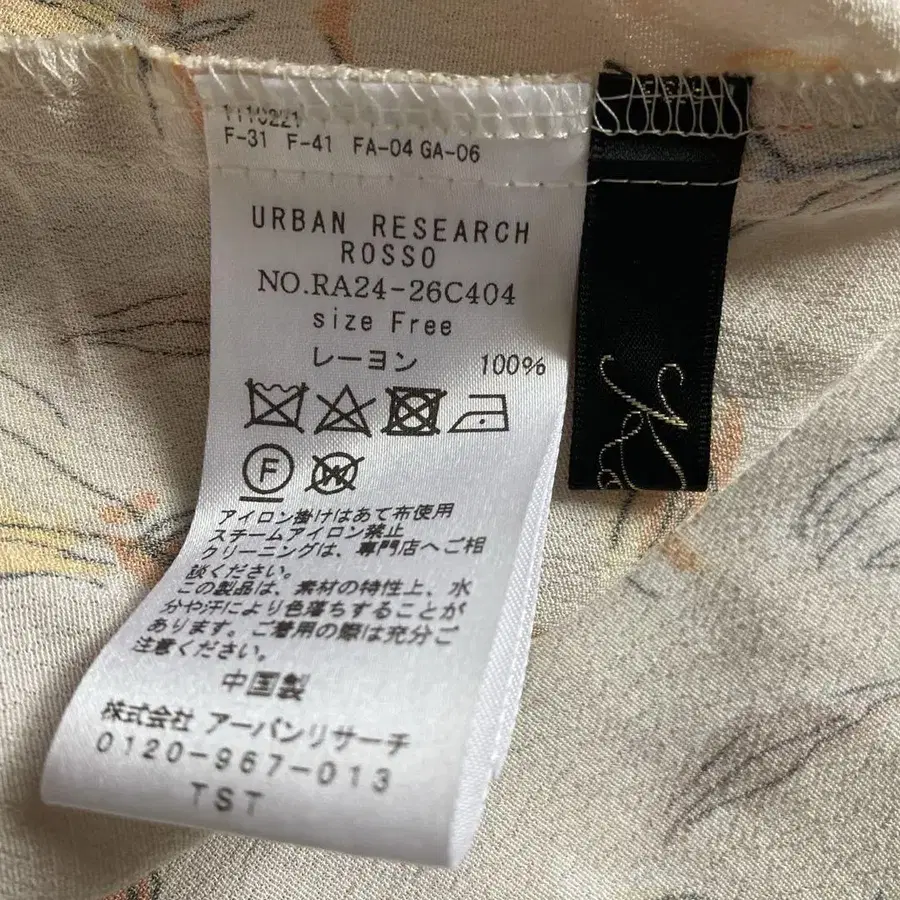 1110221
F-31 F-41 FA-04 GA-06
URBAN RESEARCH
ROSSO
NO.RA24-26C404
size Free
レーヨン 100%
F
W
アイロン掛けはあて布使用
スチームアイロン禁止
クリーニングは、専門店へご相
談ください。
この製品は、素材の特性上、水
分や汗により色落ちすることが
あります。ご着用の際は充分ご
注意ください。
中国製
株式会社 アーバンリサーチ
0120-967-013
TST